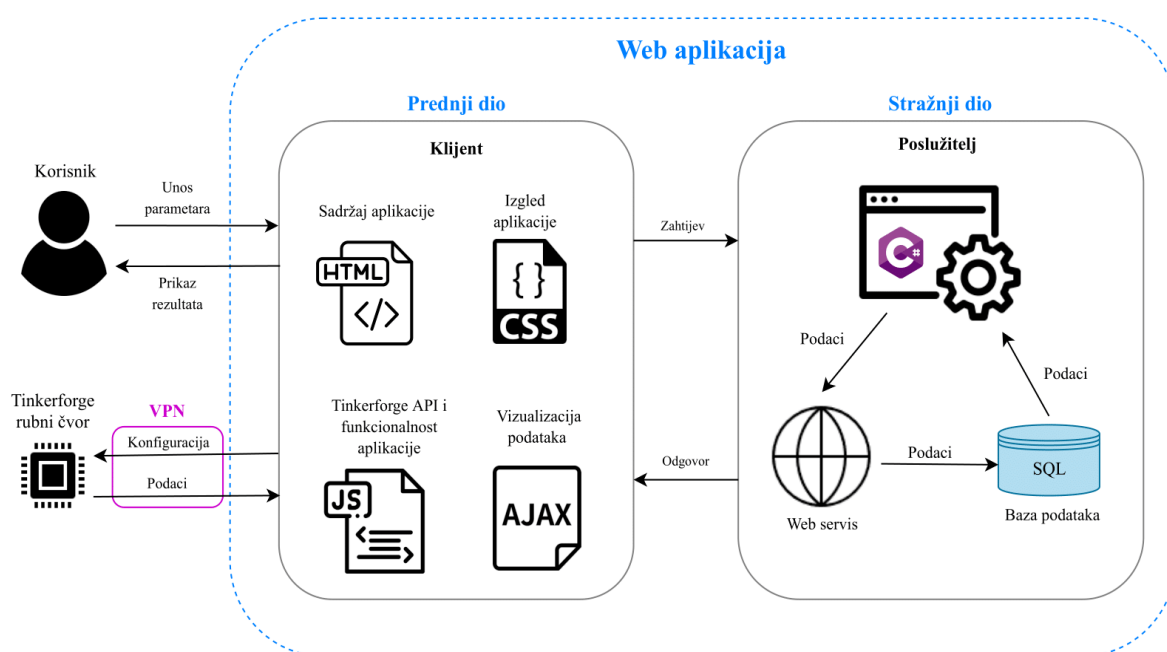 Web aplikacija
Prednji dio
Stražnji dio
Klijent
Poslužitelj
Korisnik
Unos
parametara
Prikaz
rezultata
Sadržaj aplikacije
HTML
</>
Izgled
aplikacije
{ }
CSS
Zahtijev
C#
Podaci
Podaci
Tinkerforge
rubni čvor
VPN
Konfiguracija
Podaci
Tinkerforge API i
funkcionalnost
aplikacije
JS
Vizualizacija
podataka
AJAX
Odgovor
Podaci
SQL
Web servis
Baza podataka